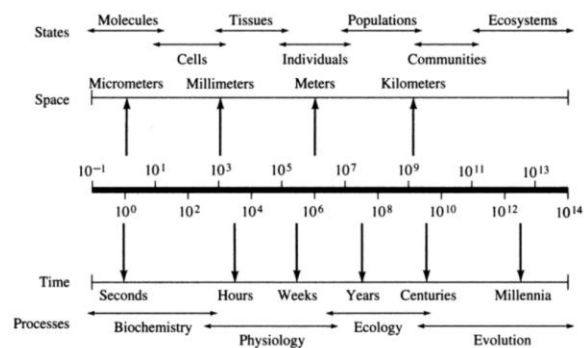 States Molecules Tissues Populations Ecosystems
Cells Individuals Communities
Micrometers Millimeters Meters Kilometers
Space
10⁻¹ 10¹ 10³ 10⁵ 10⁷ 10⁹ 10¹¹ 10¹³
10⁰ 10² 10⁴ 10⁶ 10⁸ 10¹⁰ 10¹² 10¹⁴
Time
Seconds Hours Weeks Years Centuries Millennia
Processes Biochemistry Ecology
Physiology Evolution